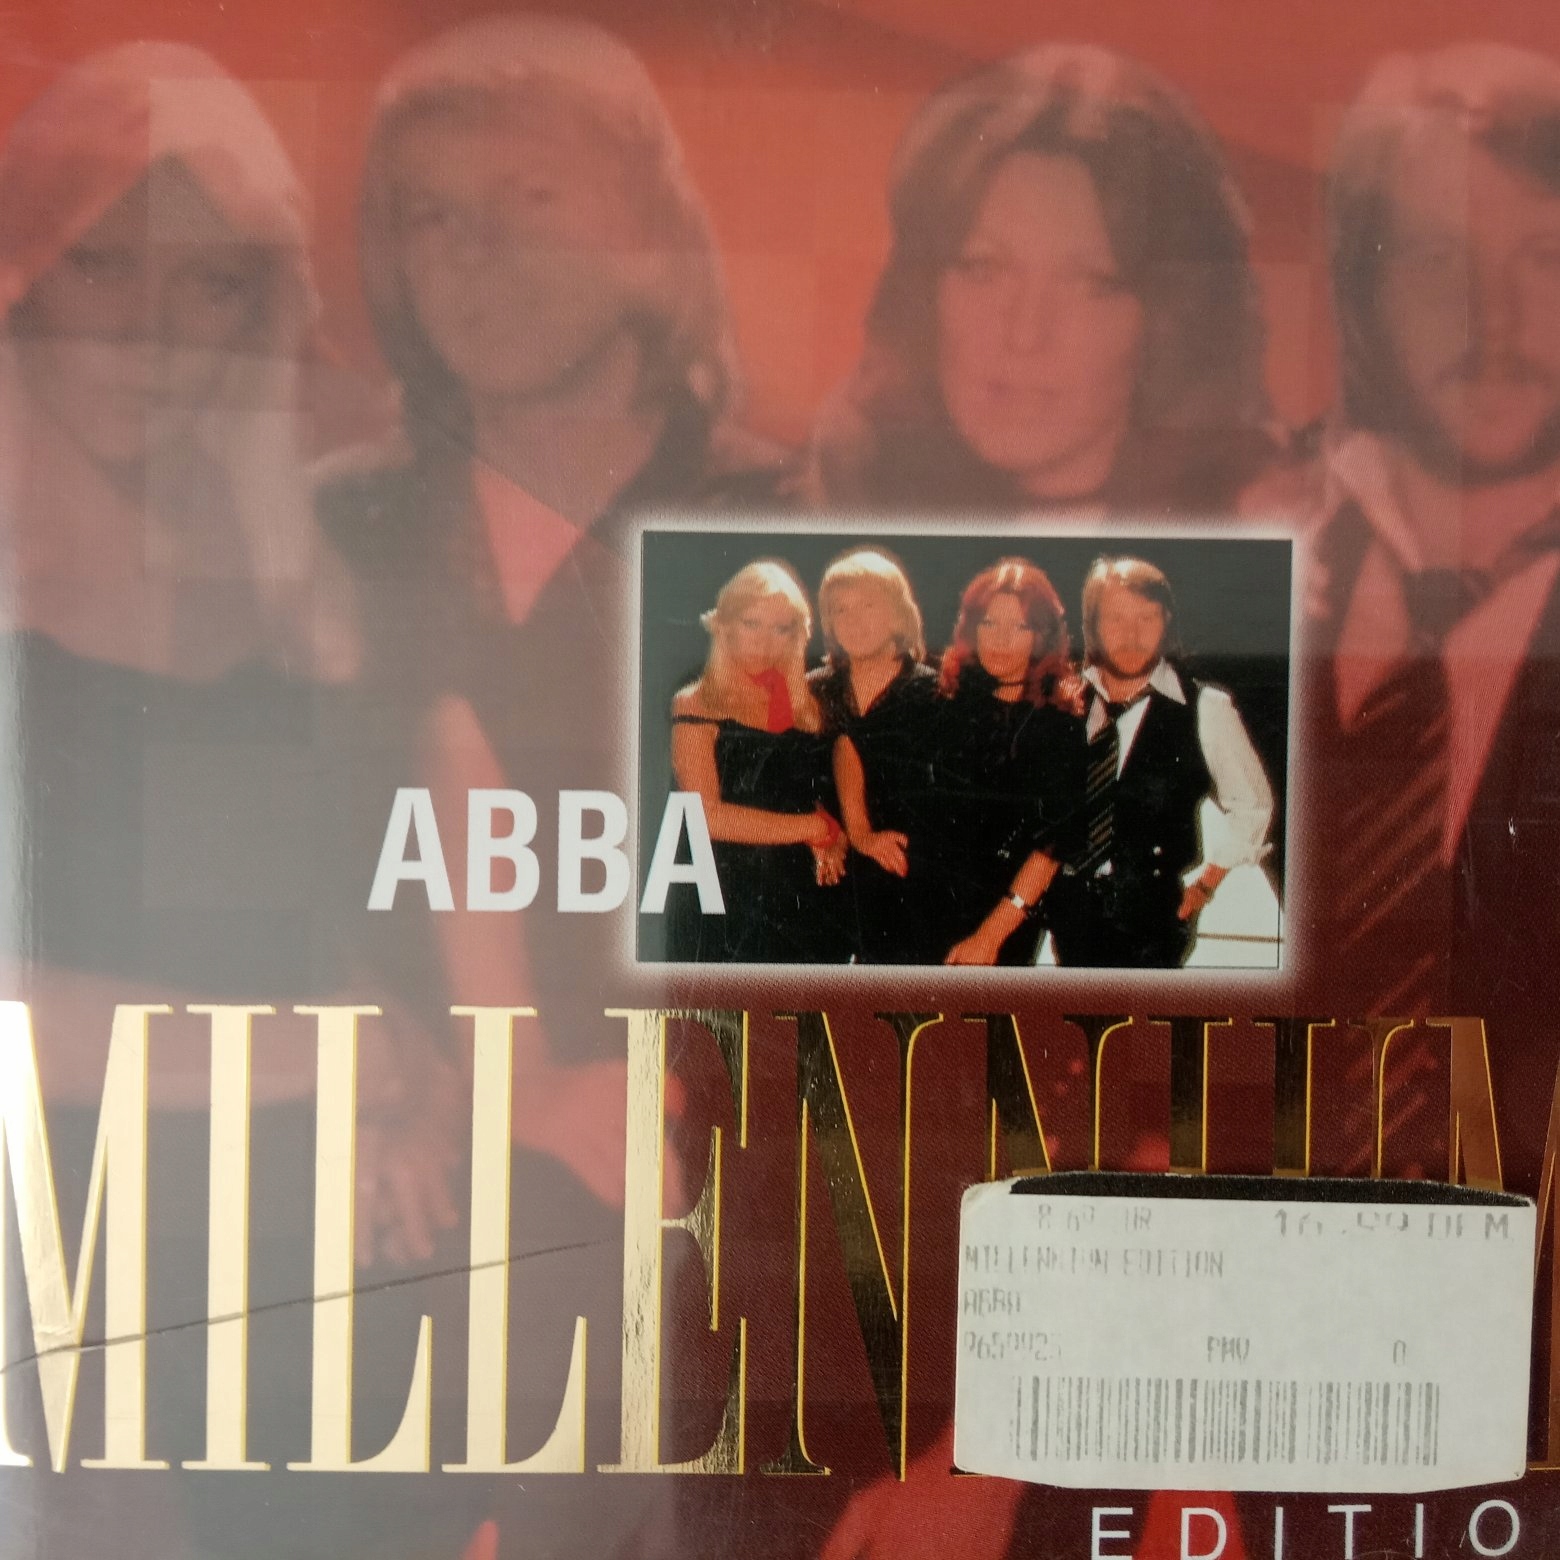 ABBA
MILLENNIUM
MILLENNIUM EDITION
ABBA
PMV 0
EDITIO